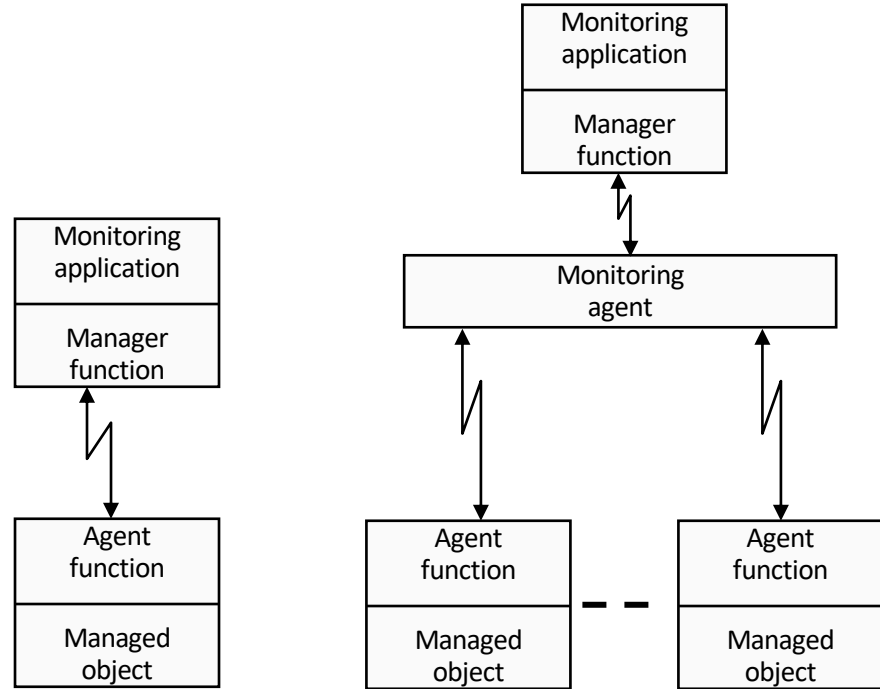 Monitoring
application
Manager
function
Agent
function
Managed
object
Monitoring
application
Manager
function
Monitoring
agent
Agent
function
Managed
object
Agent
function
Managed
object